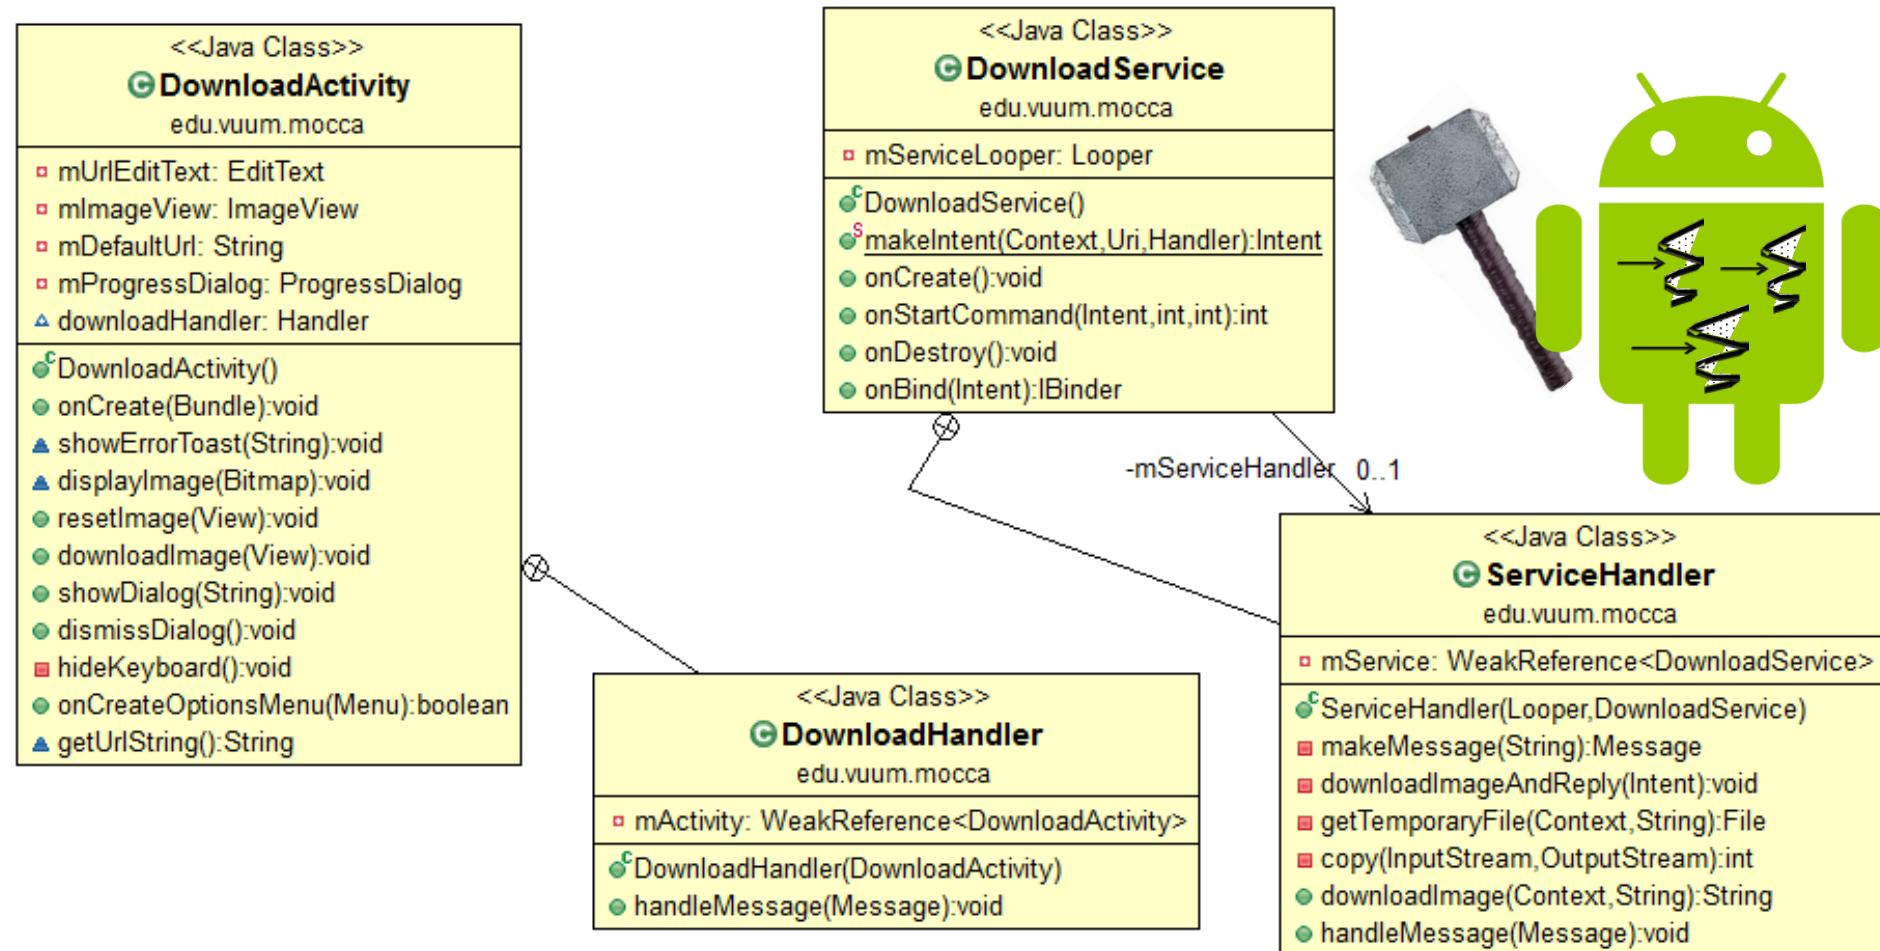 <<Java Class>>
DownloadActivity
edu.vuum.mocca
mUrlEditText: EditText
mImageView: ImageView
mDefaultUrl: String
mProgressDialog: ProgressDialog
downloadHandler: Handler
DownloadActivity()
onCreate(Bundle):void
showErrorToast(String):void
displayImage(Bitmap):void
resetImage(View):void
downloadImage(View):void
showDialog(String):void
dismissDialog():void
hideKeyboard():void
onCreateOptionsMenu(Menu):boolean
getUrlString():String
<<Java Class>>
DownloadService
edu.vuum.mocca
mServiceLooper: Looper
DownloadService()
makeIntent(Context,Uri,Handler):Intent
onCreate():void
onStartCommand(Intent,int,int):int
onDestroy():void
onBind(Intent):IBinder
-mServiceHandler 0..1
<<Java Class>>
DownloadHandler
edu.vuum.mocca
mActivity: WeakReference<DownloadActivity>
DownloadHandler(DownloadActivity)
handleMessage(Message):void
<<Java Class>>
ServiceHandler
edu.vuum.mocca
mService: WeakReference<DownloadService>
ServiceHandler(Looper,DownloadService)
makeMessage(String):Message
downloadImageAndReply(Intent):void
getTemporaryFile(Context,String):File
copy(InputStream,OutputStream):int
downloadImage(Context,String):String
handleMessage(Message):void